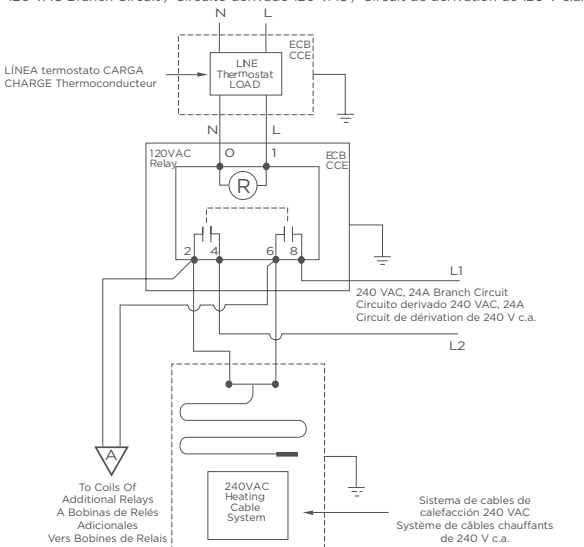 120 VAC Branch Circuit / Circuito derivado 120 VAC / Circuit de dérivation de 120 V c.a.
N L
ECB
CCE
LÍNEA termostato CARGA
CHARGE Thermoconducteur
LINE
Thermostat
LOAD
N L
120VAC
Relay
0 1
ECB
CCE
R
2 4 6 8
L1
240 VAC, 24A Branch Circuit
Circuito derivado 240 VAC, 24A
Circuit de dérivation de 240 V c.a.
L2
A
To Coils Of
Additional Relays
A Bobinas de Relés
Adicionales
Vers Bobines de Relais
240VAC
Heating
Cable
System
Sistema de cables de
calefacción 240 VAC
Système de câbles chauffants
de 240 V c.a.